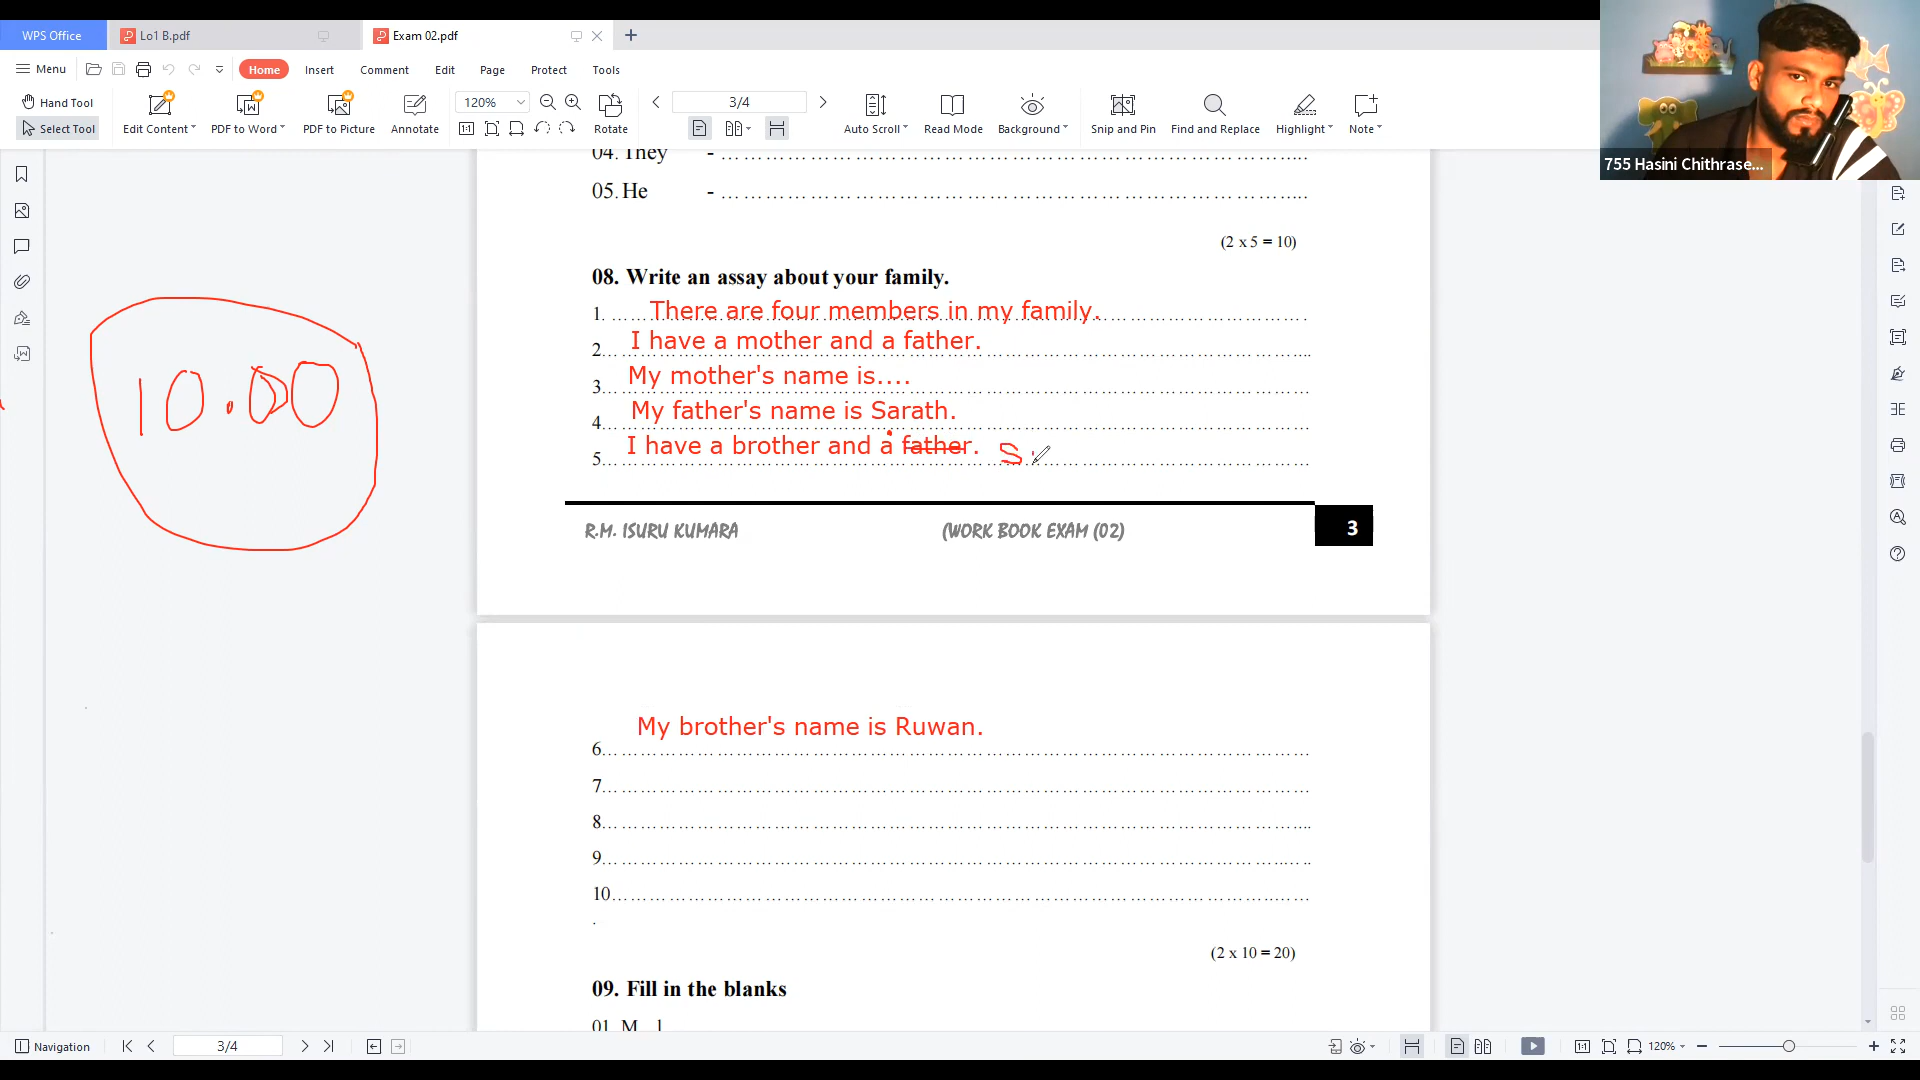 WPS Office
Lo1 B.pdf
Exam 02.pdf
Menu
Home
Insert
Comment
Edit
Page
Protect
Tools
Hand Tool
Select Tool
Edit Content
PDF to Word
PDF to Picture
Annotate
120%
Rotate
3/4
Auto Scroll
Read Mode
Background
Snip and Pin
Find and Replace
Highlight
Note
755 Hasini Chithrase...
04. They - ……………………………………………………
05. He - ……………………………………………………
(2 x 5 = 10)
08. Write an assay about your family.
1. There are four members in my family.
2… I have a mother and a father.
3… My mother's name is....
4… My father's name is Sarath.
5… I have a brother and a father. S
10.00
R.M. ISURU KUMARA (WORK BOOK EXAM (02) 3
6… My brother's name is Ruwan.
7…
8…
9…
10…
(2 x 10 = 20)
09. Fill in the blanks
01. M_ l
Navigation
3/4
120%